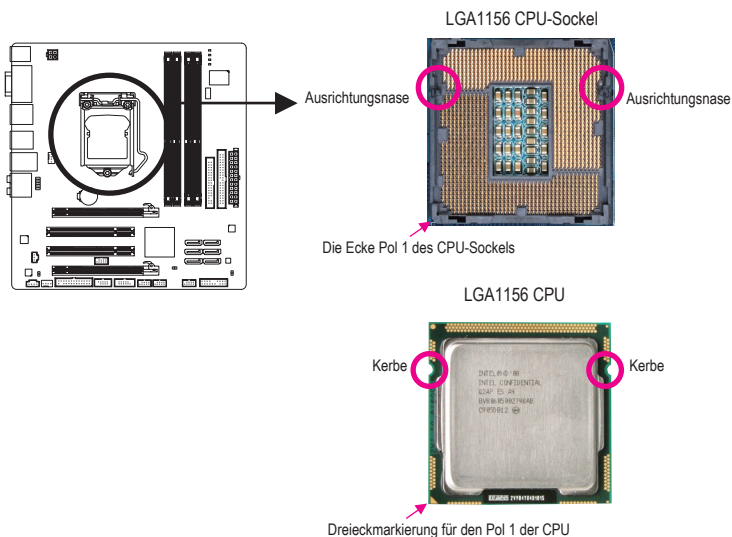 LGA1156 CPU-Sockel
Ausrichtungsnase
Ausrichtungsnase
Die Ecke Pol 1 des CPU-Sockels
LGA1156 CPU
Kerbe
Kerbe
INTEL® © '08
INTEL CONFIDENTIAL
Dreieckmarkierung für den Pol 1 der CPU